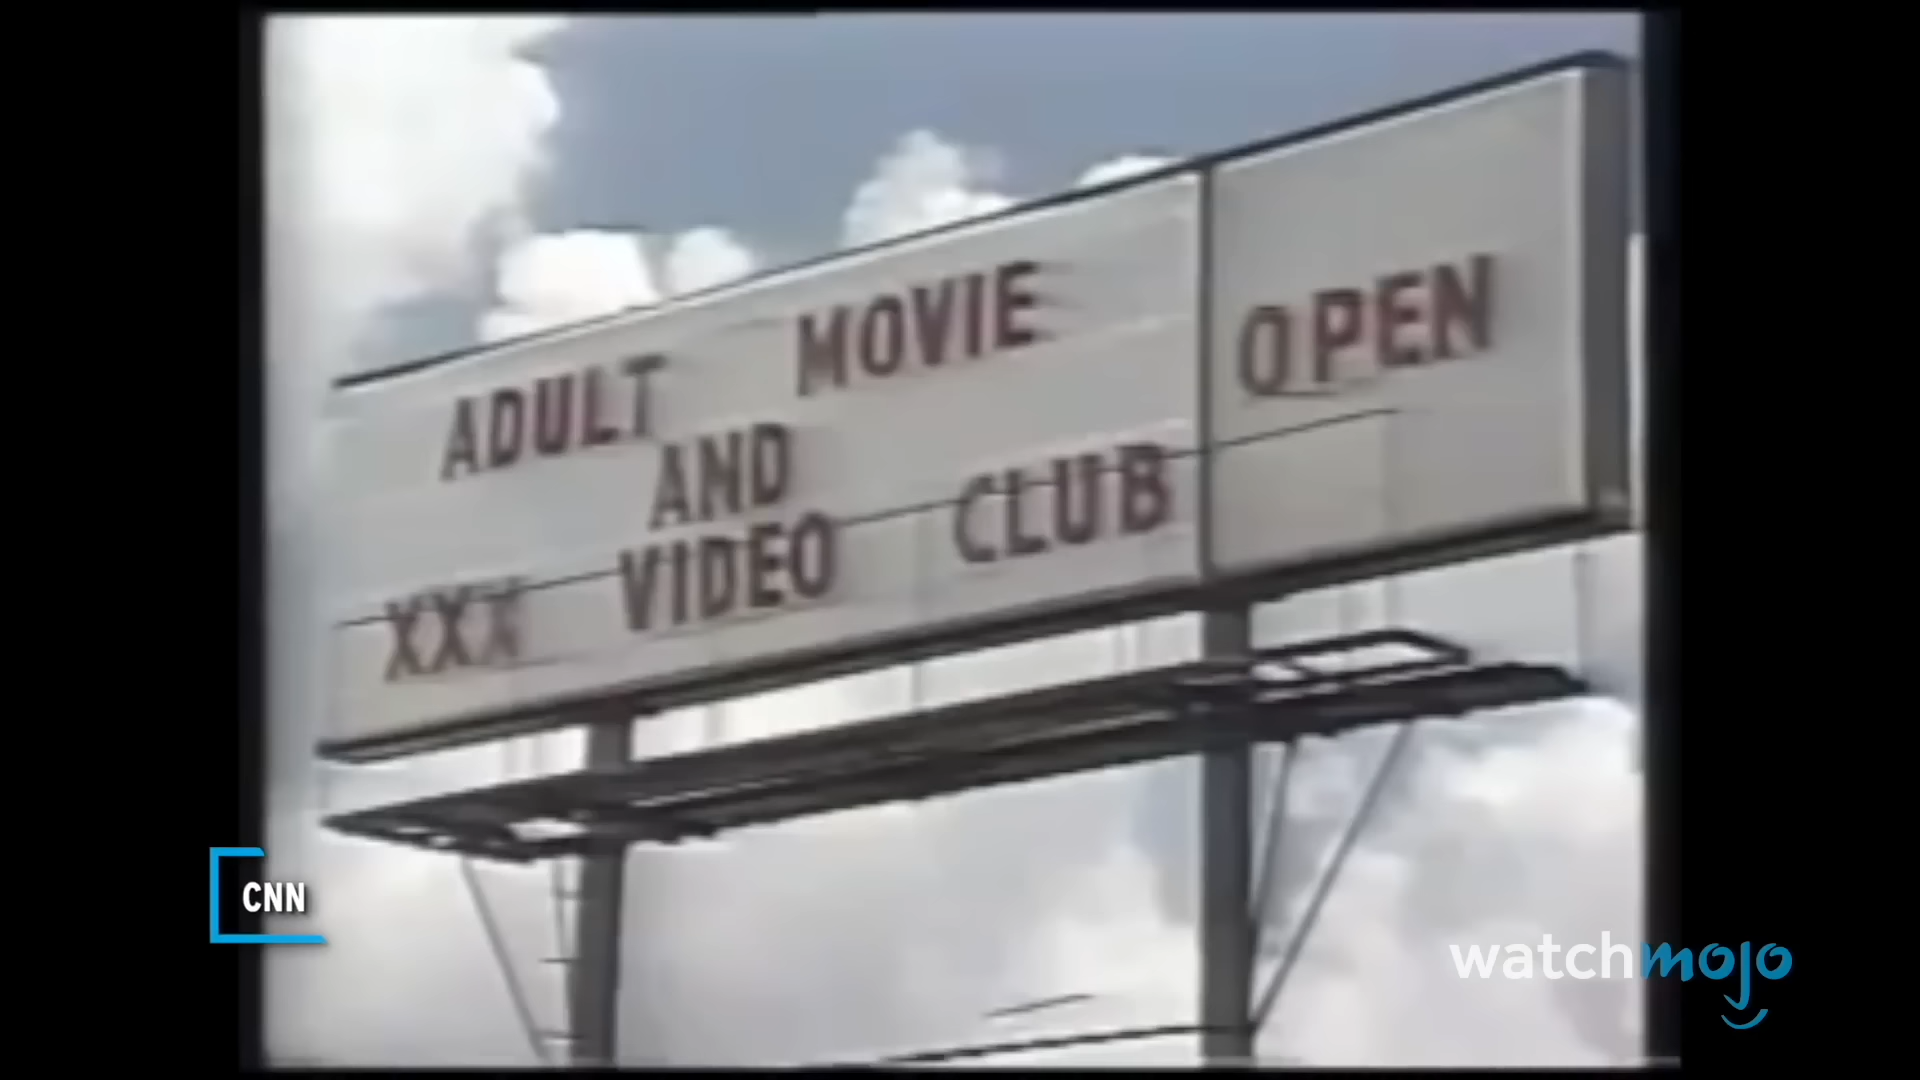 ADULT MOVIE
AND
XXX VIDEO CLUB
OPEN
CNN
watchmojo